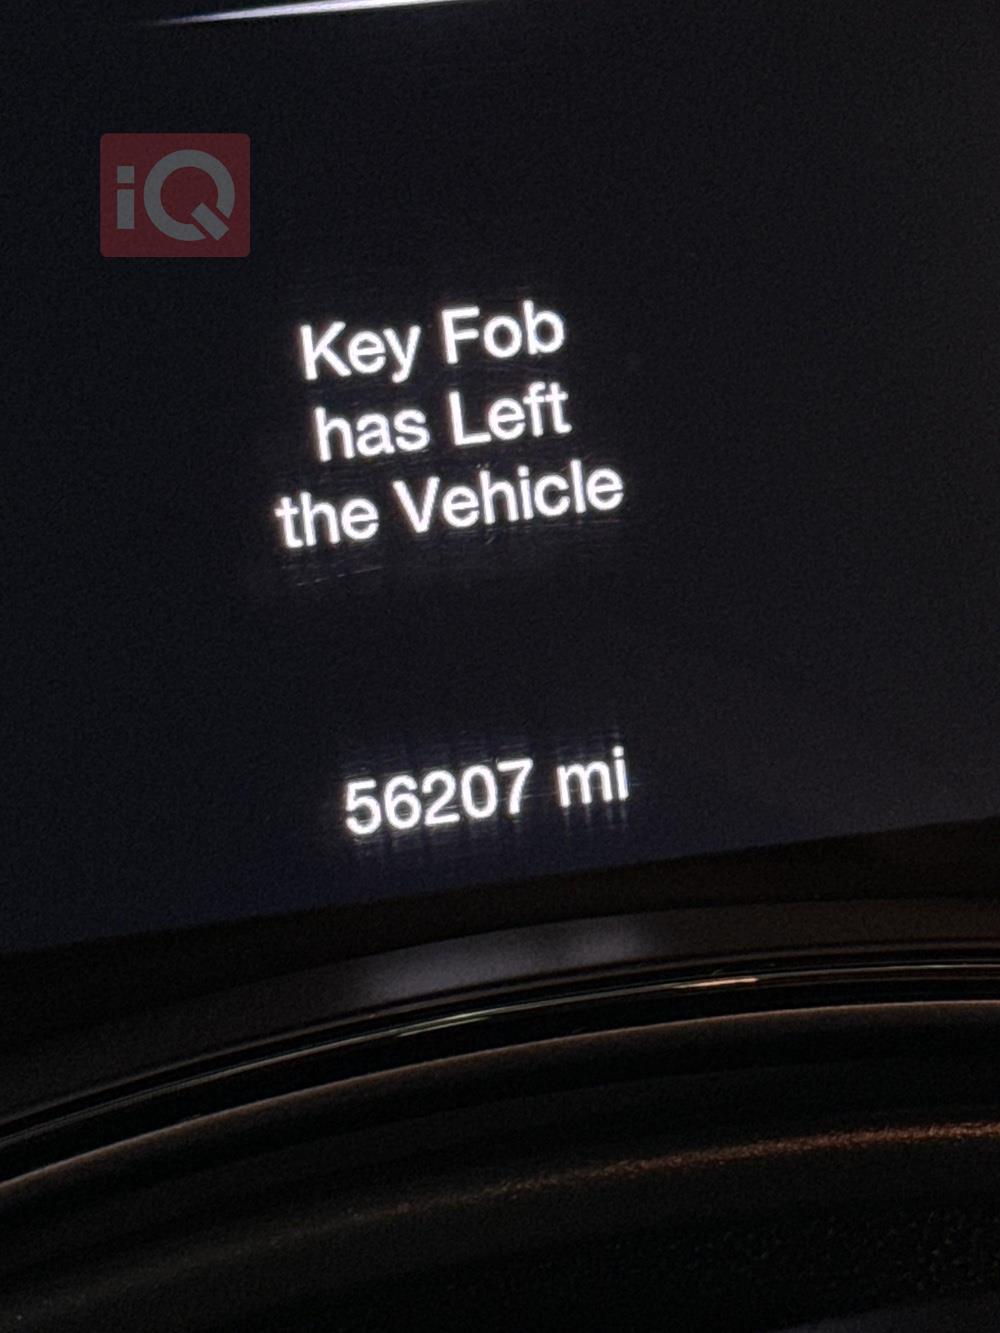 iQ
Key Fob
has Left
the Vehicle
56207 mi